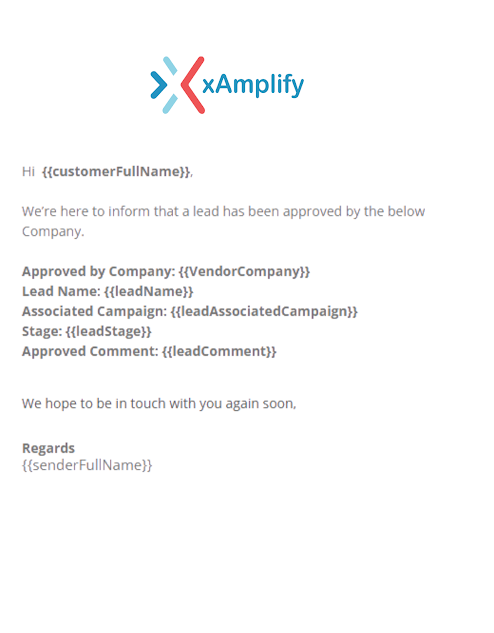 xAmplify
Hi {{customerFullName}},
We're here to inform that a lead has been approved by the below
Company.
Approved by Company: {{VendorCompany}}
Lead Name: {{leadName}}
Associated Campaign: {{leadAssociatedCampaign}}
Stage: {{leadStage}}
Approved Comment: {{leadComment}}
We hope to be in touch with you again soon,
Regards
{{senderFullName}}